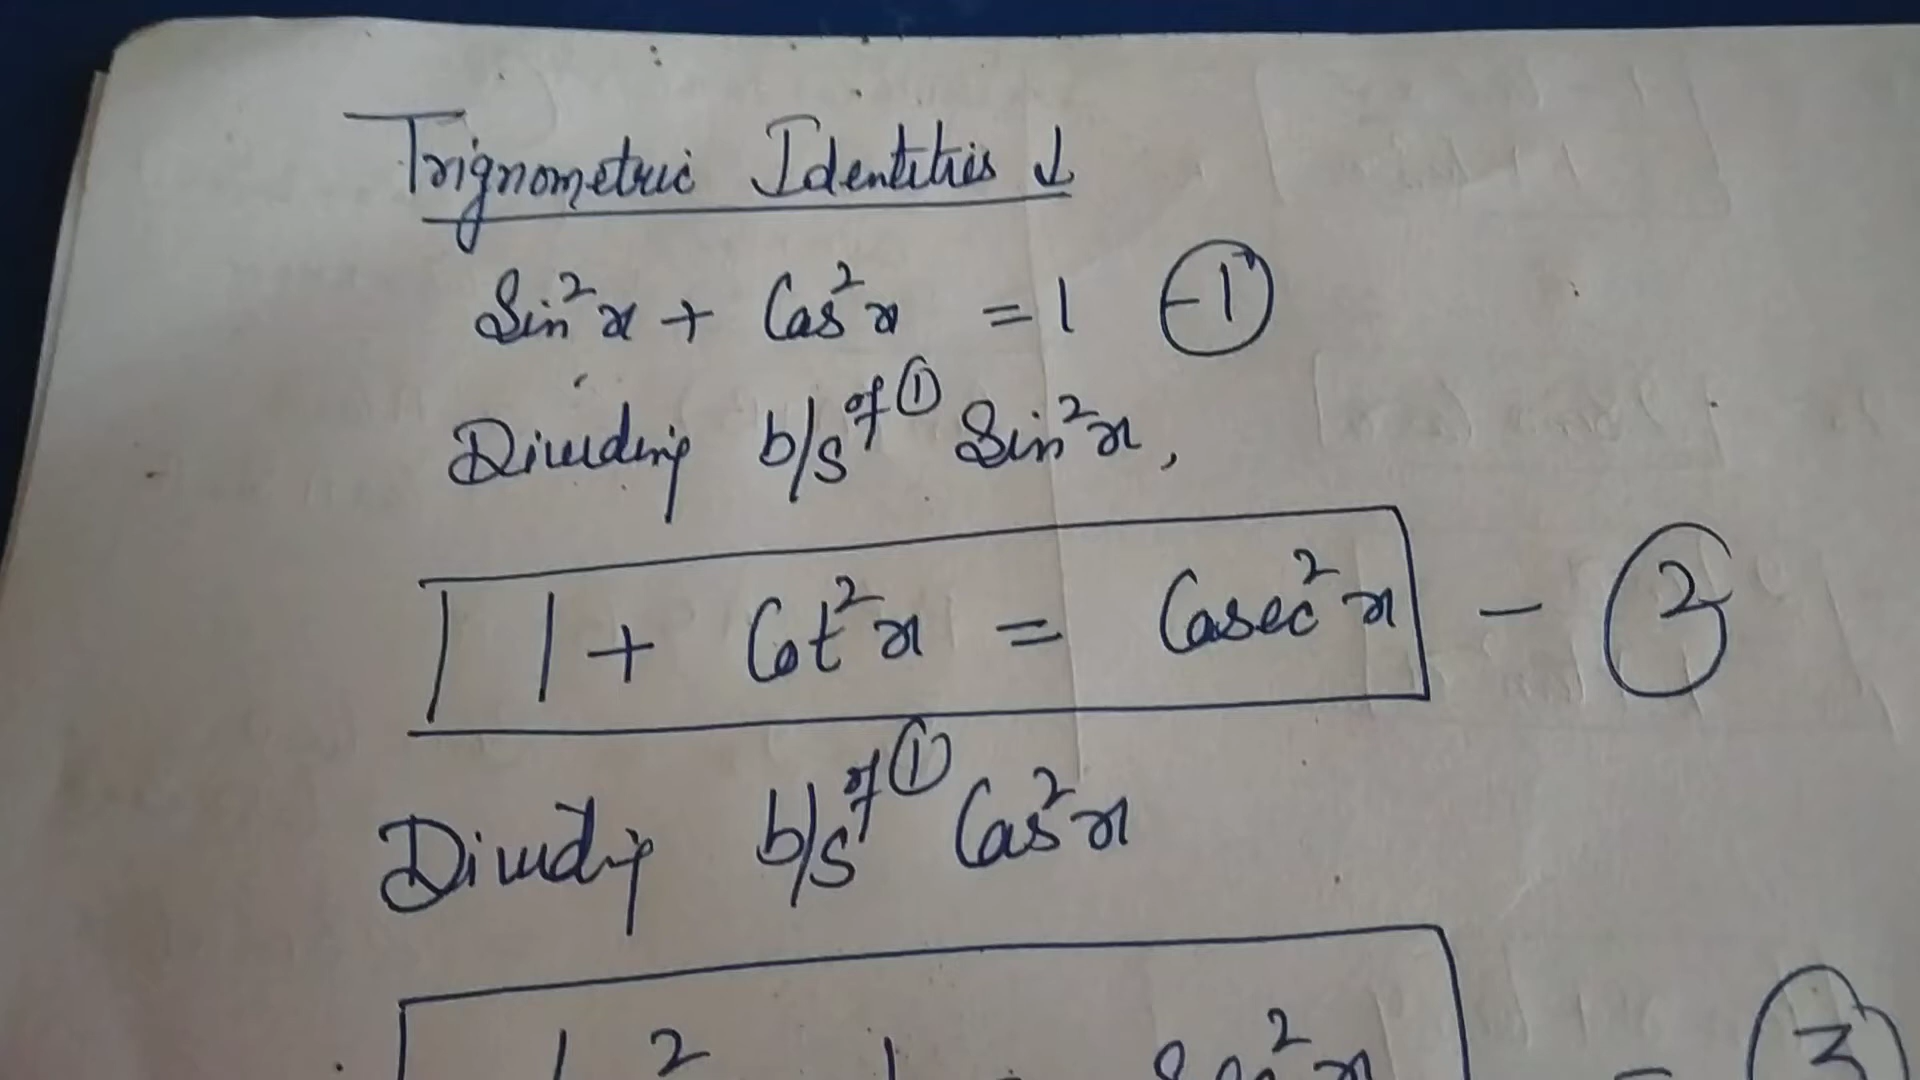 Trignometric Identities ↓
Sin²x + Cos²x = 1 -①
Dividing b/s of ① Sin²x,
1 + Cot²x = Cosec²x - ②
Dividing b/s of ① Cos²x
Sec²x - ③